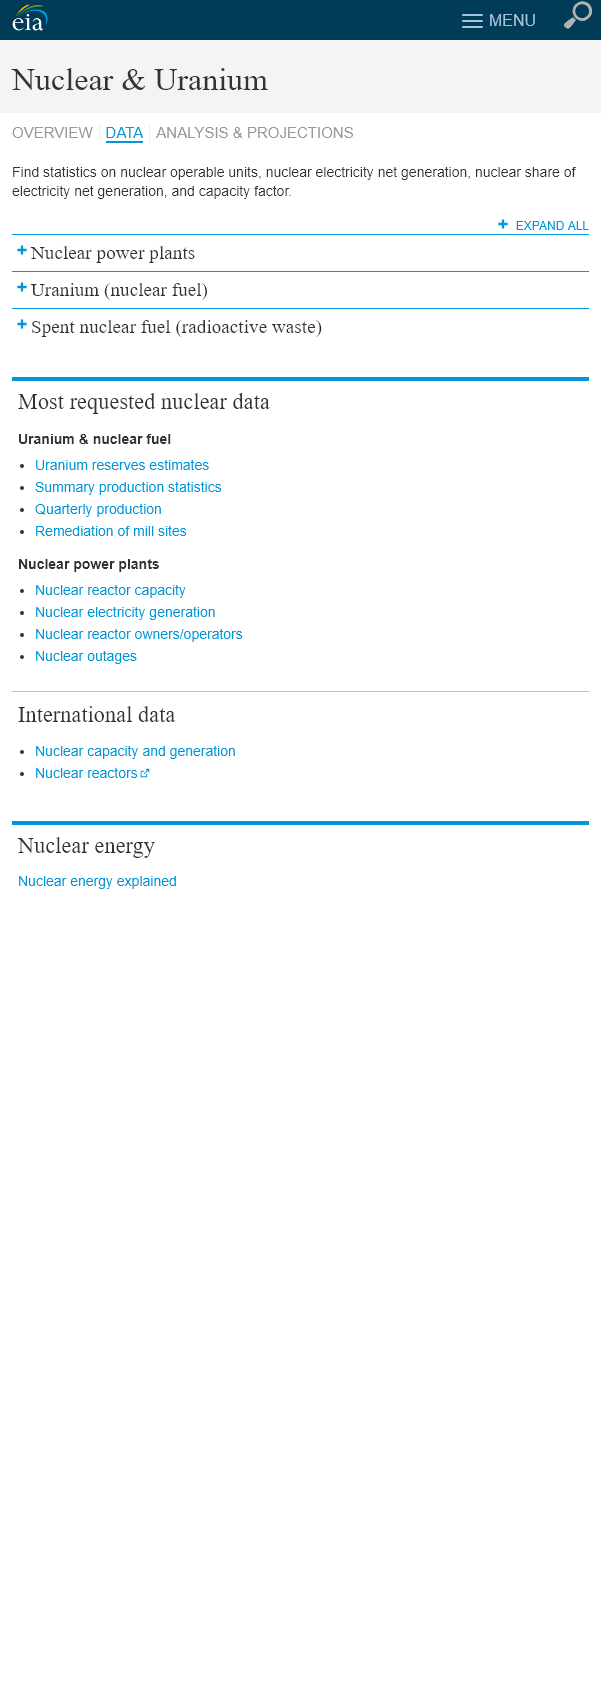 eia
MENU
Nuclear & Uranium
OVERVIEW DATA ANALYSIS & PROJECTIONS
Find statistics on nuclear operable units, nuclear electricity net generation, nuclear share of
electricity net generation, and capacity factor.
+ EXPAND ALL
+ Nuclear power plants
+ Uranium (nuclear fuel)
+ Spent nuclear fuel (radioactive waste)
Most requested nuclear data
Uranium & nuclear fuel
• Uranium reserves estimates
• Summary production statistics
• Quarterly production
• Remediation of mill sites
Nuclear power plants
• Nuclear reactor capacity
• Nuclear electricity generation
• Nuclear reactor owners/operators
• Nuclear outages
International data
• Nuclear capacity and generation
• Nuclear reactors
Nuclear energy
Nuclear energy explained